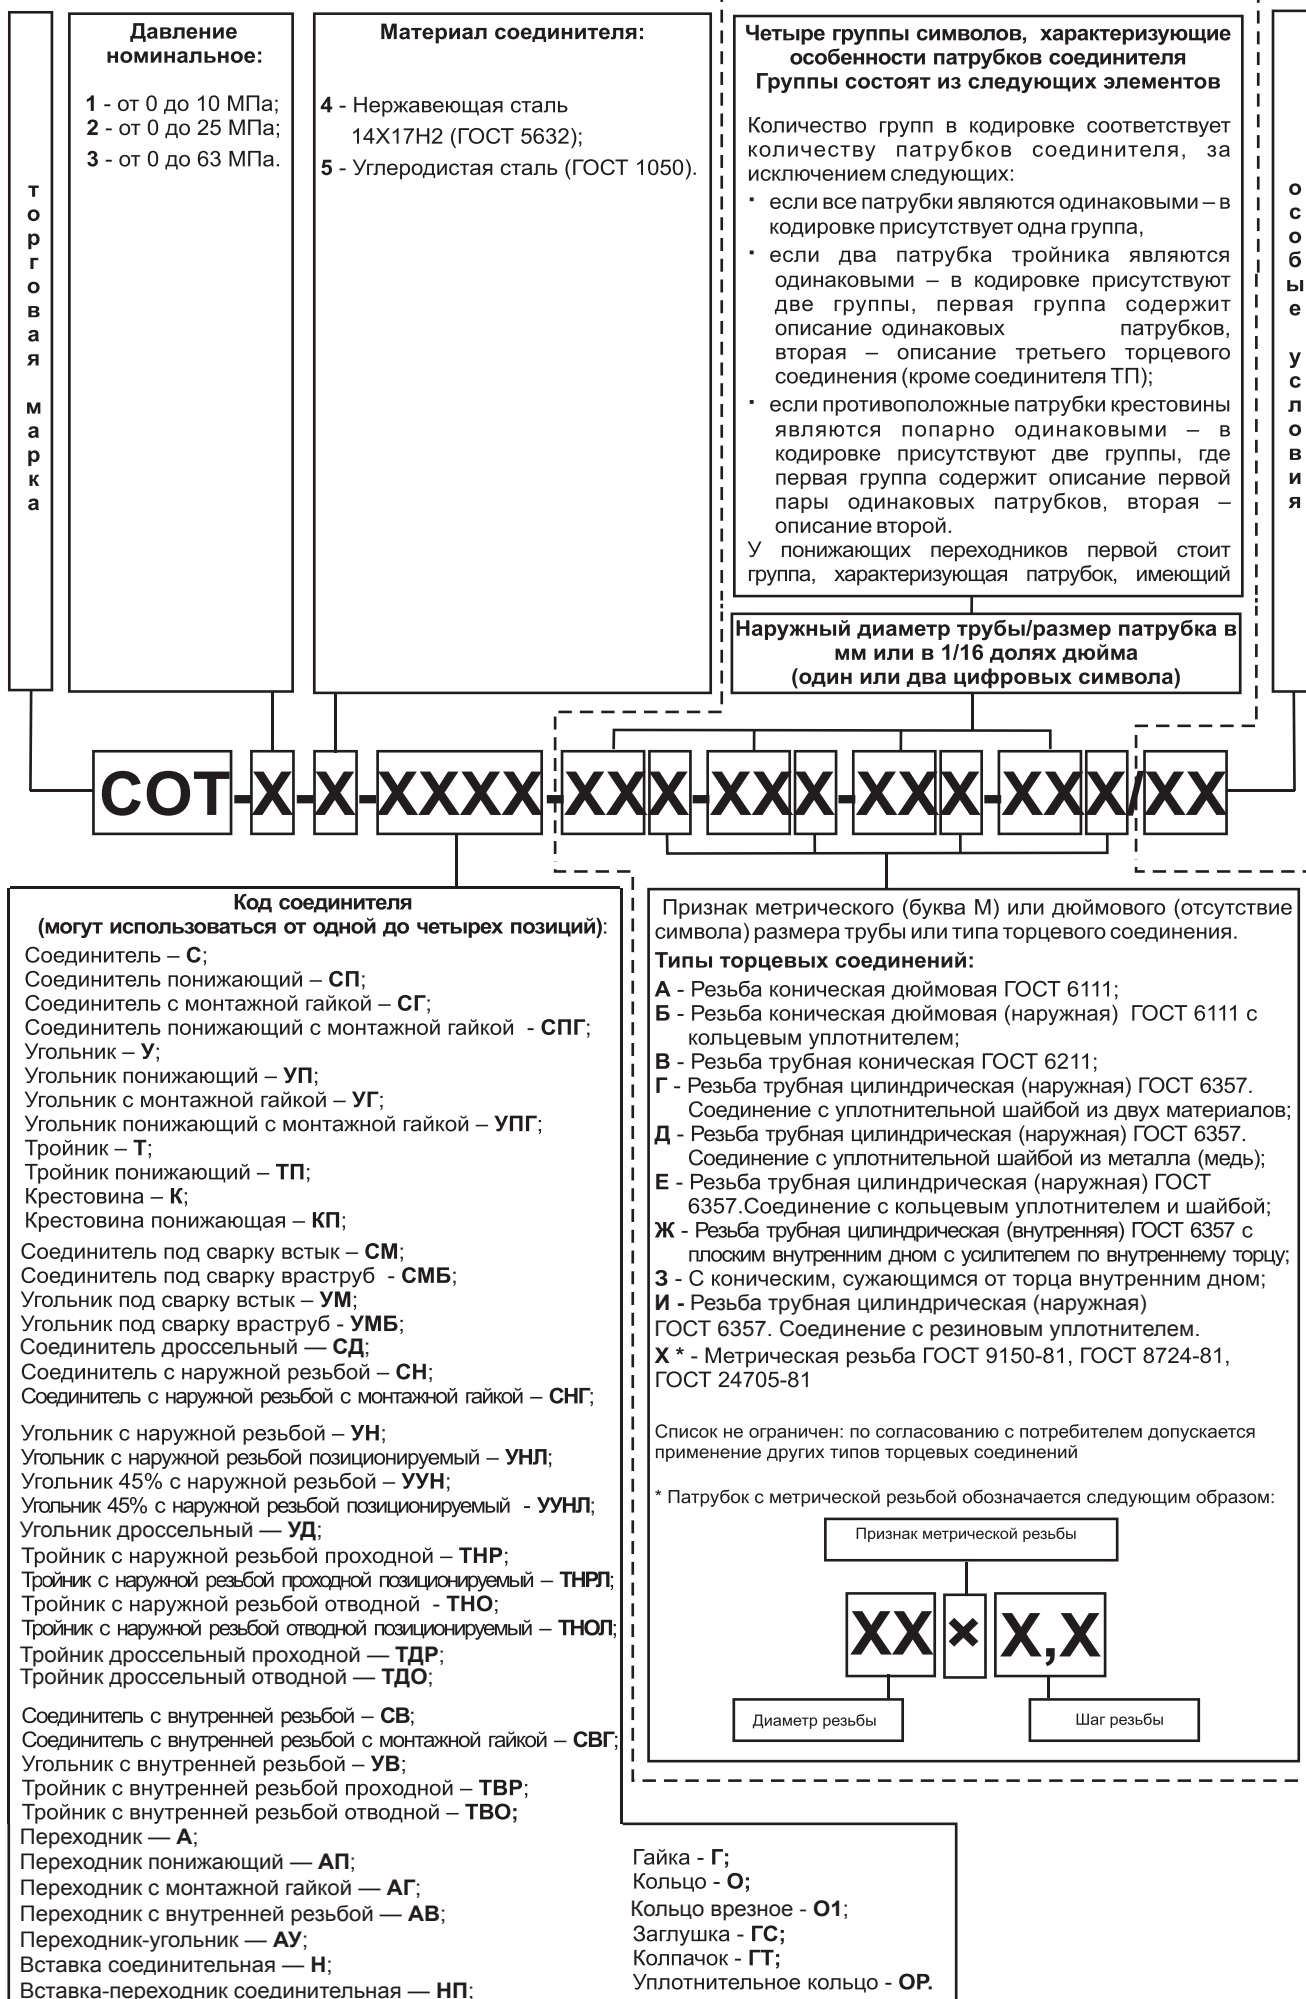 торговая марка
Давление
номинальное:
1 - от 0 до 10 МПа;
2 - от 0 до 25 МПа;
3 - от 0 до 63 МПа.
Материал соединителя:
4 - Нержавеющая сталь
14Х17Н2 (ГОСТ 5632);
5 - Углеродистая сталь (ГОСТ 1050).
Четыре группы символов, характеризующие
особенности патрубков соединителя
Группы состоят из следующих элементов
Количество групп в кодировке соответствует
количеству патрубков соединителя, за
исключением следующих:
· если все патрубки являются одинаковыми – в
кодировке присутствует одна группа,
· если два патрубка тройника являются
одинаковыми – в кодировке присутствуют
две группы, первая группа содержит
описание одинаковых патрубков,
вторая – описание третьего торцевого
соединения (кроме соединителя ТП);
· если противоположные патрубки крестовины
являются попарно одинаковыми – в
кодировке присутствуют две группы, где
первая группа содержит описание первой
пары одинаковых патрубков, вторая –
описание второй.
У понижающих переходников первой стоит
группа, характеризующая патрубок, имеющий
Наружный диаметр трубы/размер патрубка в
мм или в 1/16 долях дюйма
(один или два цифровых символа)
особые условия
СОТ-Х-Х-ХХХХ-ХХХ-ХХХ-ХХХ-ХХХ/ХХ
Код соединителя
(могут использоваться от одной до четырех позиций):
Соединитель – С;
Соединитель понижающий – СП;
Соединитель с монтажной гайкой – СГ;
Соединитель понижающий с монтажной гайкой - СПГ;
Угольник – У;
Угольник понижающий – УП;
Угольник с монтажной гайкой – УГ;
Угольник понижающий с монтажной гайкой – УПГ;
Тройник – Т;
Тройник понижающий – ТП;
Крестовина – К;
Крестовина понижающая – КП;
Соединитель под сварку встык – СМ;
Соединитель под сварку враструб - СМБ;
Угольник под сварку встык – УМ;
Угольник под сварку враструб - УМБ;
Соединитель дроссельный — СД;
Соединитель с наружной резьбой – СН;
Соединитель с наружной резьбой с монтажной гайкой – СНГ;
Угольник с наружной резьбой – УН;
Угольник с наружной резьбой позиционируемый – УНЛ;
Угольник 45% с наружной резьбой – УУН;
Угольник 45% с наружной резьбой позиционируемый - УУНЛ;
Угольник дроссельный — УД;
Тройник с наружной резьбой проходной – ТНР;
Тройник с наружной резьбой проходной позиционируемый – ТНРЛ;
Тройник с наружной резьбой отводной - ТНО;
Тройник с наружной резьбой отводной позиционируемый – ТНОЛ;
Тройник дроссельный проходной — ТДР;
Тройник дроссельный отводной — ТДО;
Соединитель с внутренней резьбой – СВ;
Соединитель с внутренней резьбой с монтажной гайкой – СВГ;
Угольник с внутренней резьбой – УВ;
Тройник с внутренней резьбой проходной – ТВР;
Тройник с внутренней резьбой отводной – ТВО;
Переходник — А;
Переходник понижающий — АП;
Переходник с монтажной гайкой — АГ;
Переходник с внутренней резьбой — АВ;
Переходник-угольник — АУ;
Вставка соединительная — Н;
Вставка-переходник соединительная — НП;
Гайка - Г;
Кольцо - О;
Кольцо врезное - О1;
Заглушка - ГС;
Колпачок - ГТ;
Уплотнительное кольцо - ОР.
Признак метрического (буква М) или дюймового (отсутствие
символа) размера трубы или типа торцевого соединения.
Типы торцевых соединений:
А - Резьба коническая дюймовая ГОСТ 6111;
Б - Резьба коническая дюймовая (наружная) ГОСТ 6111 с
кольцевым уплотнителем;
В - Резьба трубная коническая ГОСТ 6211;
Г - Резьба трубная цилиндрическая (наружная) ГОСТ 6357.
Соединение с уплотнительной шайбой из двух материалов;
Д - Резьба трубная цилиндрическая (наружная) ГОСТ 6357.
Соединение с уплотнительной шайбой из металла (медь);
Е - Резьба трубная цилиндрическая (наружная) ГОСТ
6357.Соединение с кольцевым уплотнителем и шайбой;
Ж - Резьба трубная цилиндрическая (внутренняя) ГОСТ 6357 с
плоским внутренним дном с усилителем по внутреннему торцу;
З - С коническим, сужающимся от торца внутренним дном;
И - Резьба трубная цилиндрическая (наружная)
ГОСТ 6357. Соединение с резиновым уплотнителем.
Х * - Метрическая резьба ГОСТ 9150-81, ГОСТ 8724-81,
ГОСТ 24705-81
Список не ограничен: по согласованию с потребителем допускается
применение других типов торцевых соединений
* Патрубок с метрической резьбой обозначается следующим образом:
Признак метрической резьбы
ХХ × Х,Х
Диаметр резьбы
Шаг резьбы